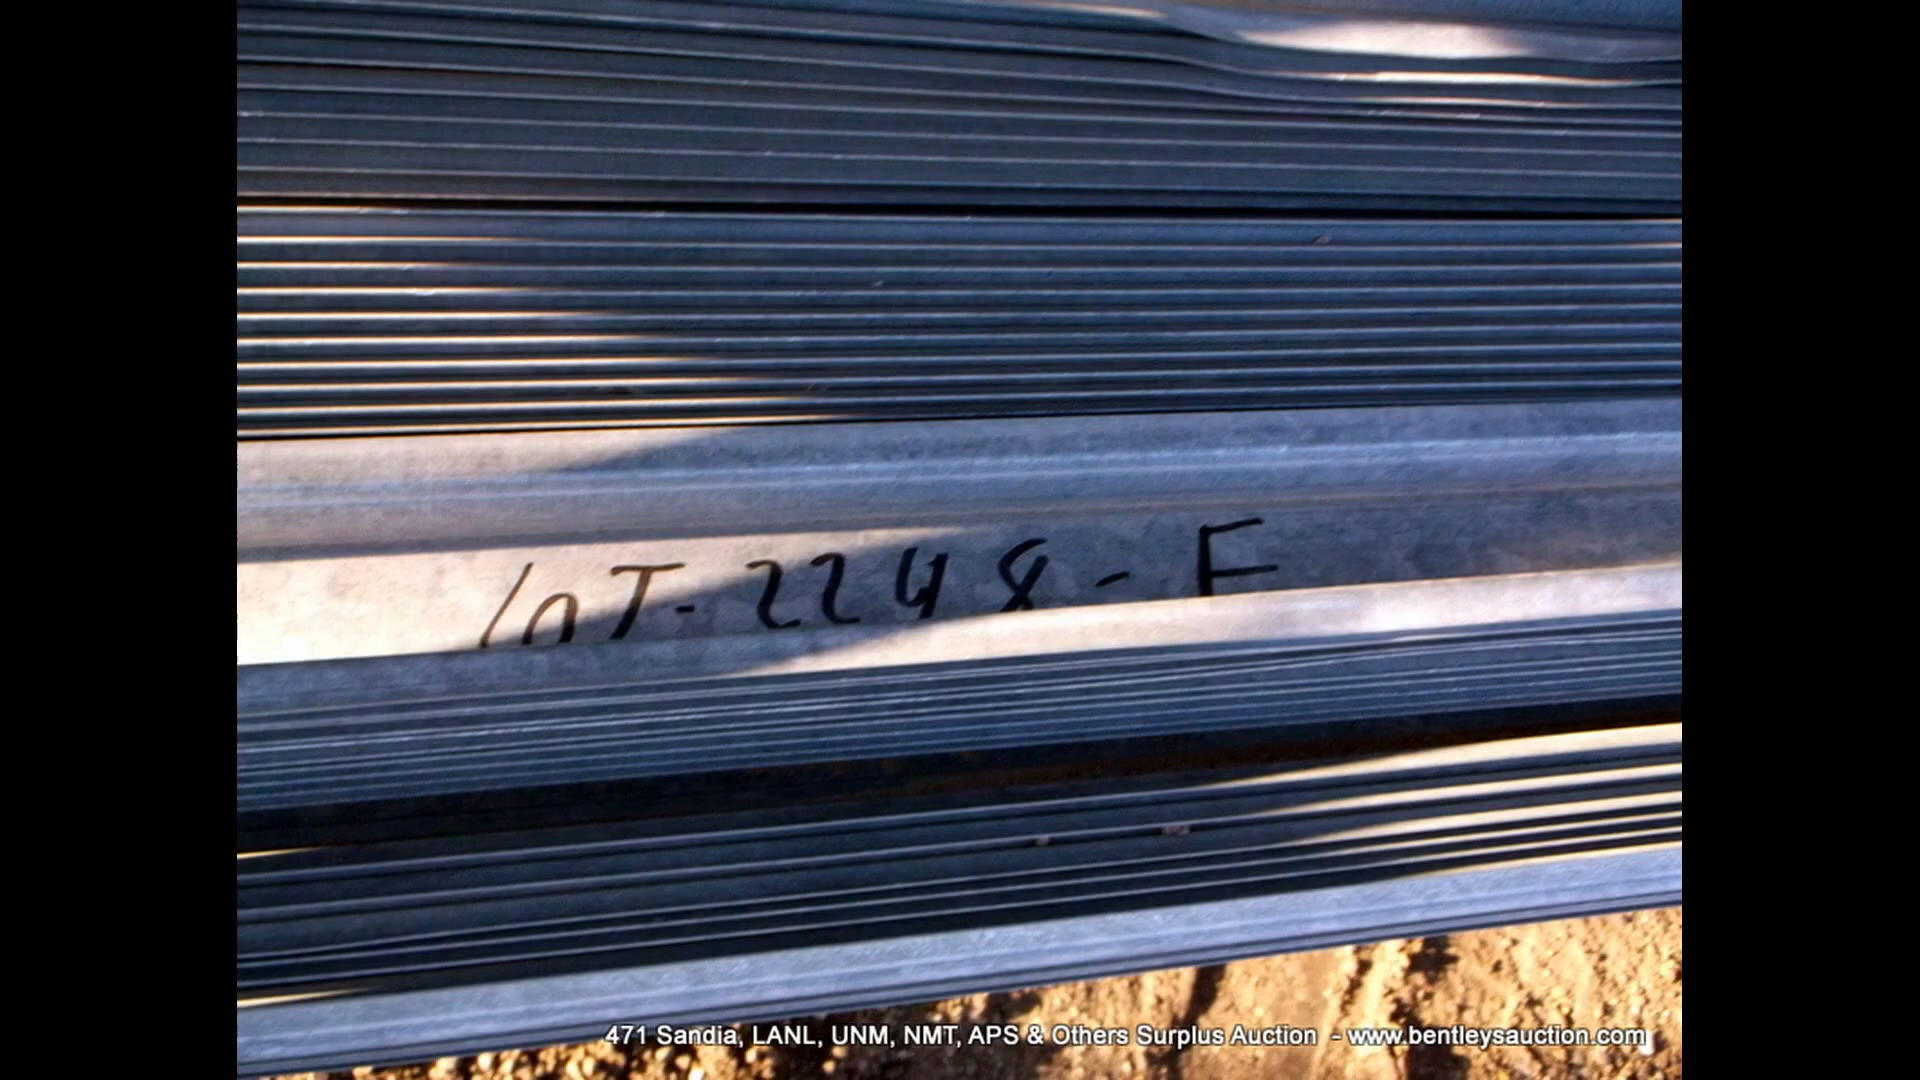 LOT-2248-F
471 Sandia, LANL, UNM, NMT, APS & Others Surplus Auction - www.bentleysauction.com